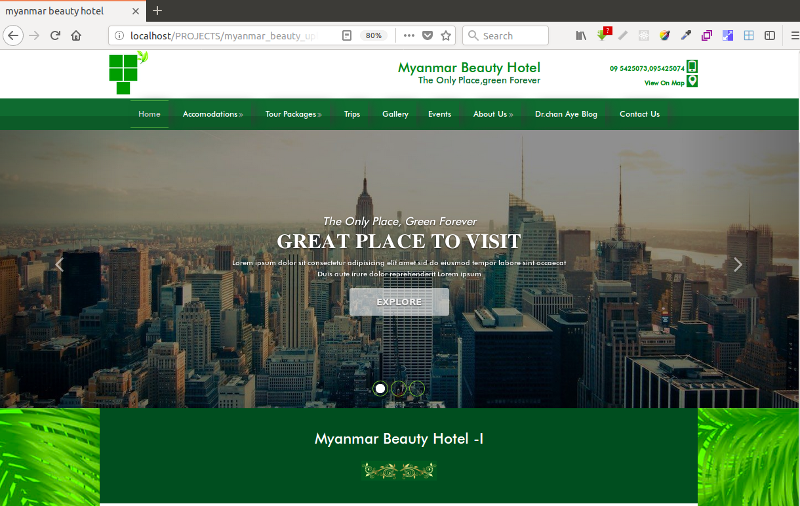 myanmar beauty hotel
localhost/PROJECTS/myanmar_beauty_up
80%
Search
7
Myanmar Beauty Hotel
The Only Place,green Forever
09 5425073,095425074
View On Map
Home
Accomodations »
Tour Packages »
Trips
Gallery
Events
About Us »
Dr.chan Aye Blog
Contact Us
The Only Place, Green Forever
GREAT PLACE TO VISIT
Lorem ipsum dolor sit consectetur adipisicing elit amet sid do eiusmod tempor labore sint occaecat
Duis aute irure dolor reprehenderit Lorem ipsum
EXPLORE
Myanmar Beauty Hotel -I